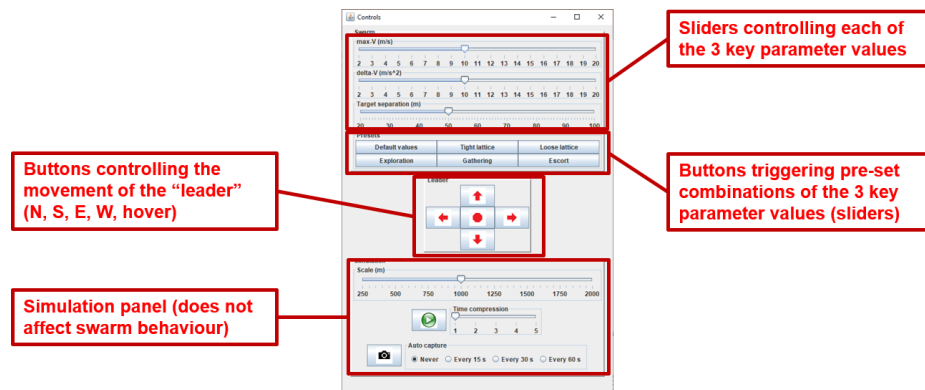 Controls
Swarm
max-V (m/s)
2 3 4 5 6 7 8 9 10 11 12 13 14 15 16 17 18 19 20
delta-V (m/s^2)
2 3 4 5 6 7 8 9 10 11 12 13 14 15 16 17 18 19 20
Target separation (m)
20 30 40 50 60 70 80 90 100
Presets
Default values Tight lattice Loose lattice
Exploration Gathering Escort
Leader
Simulation
Scale (m)
250 500 750 1000 1250 1500 1750 2000
Time compression
1 2 3 4 5
Auto capture
Never Every 15 s Every 30 s Every 60 s
Sliders controlling each of
the 3 key parameter values
Buttons controlling the
movement of the “leader”
(N, S, E, W, hover)
Buttons triggering pre-set
combinations of the 3 key
parameter values (sliders)
Simulation panel (does not
affect swarm behaviour)